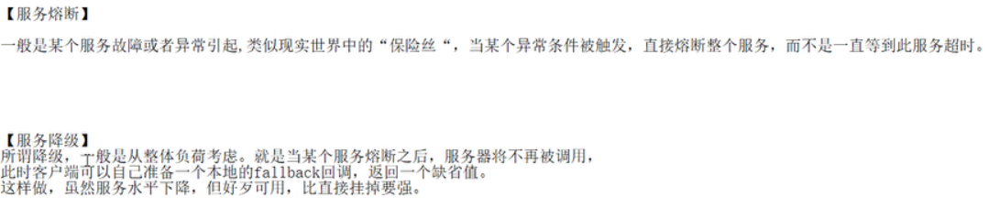 【服务熔断】
一般是某个服务故障或者异常引起,类似现实世界中的“保险丝“，当某个异常条件被触发，直接熔断整个服务，而不是一直等到此服务超时。
【服务降级】
所谓降级，一般是从整体负荷考虑。就是当某个服务熔断之后，服务器将不再被调用，
此时客户端可以自己准备一个本地的fallback回调，返回一个缺省值。
这样做，虽然服务水平下降，但好歹可用，比直接挂掉要强。